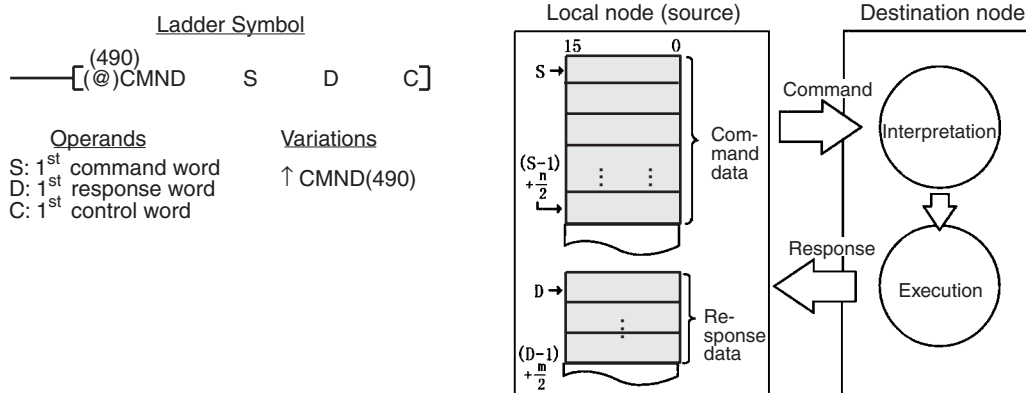 Ladder Symbol
(490)
[(@)CMND S D C]
Operands
S: 1st command word
D: 1st response word
C: 1st control word
Variations
↑ CMND(490)
Local node (source)
15 0
S→
(S-1)
+n/2
Com-
mand
data
D→
(D-1)
+m/2
Re-
sponse
data
Command
Response
Destination node
Interpretation
Execution